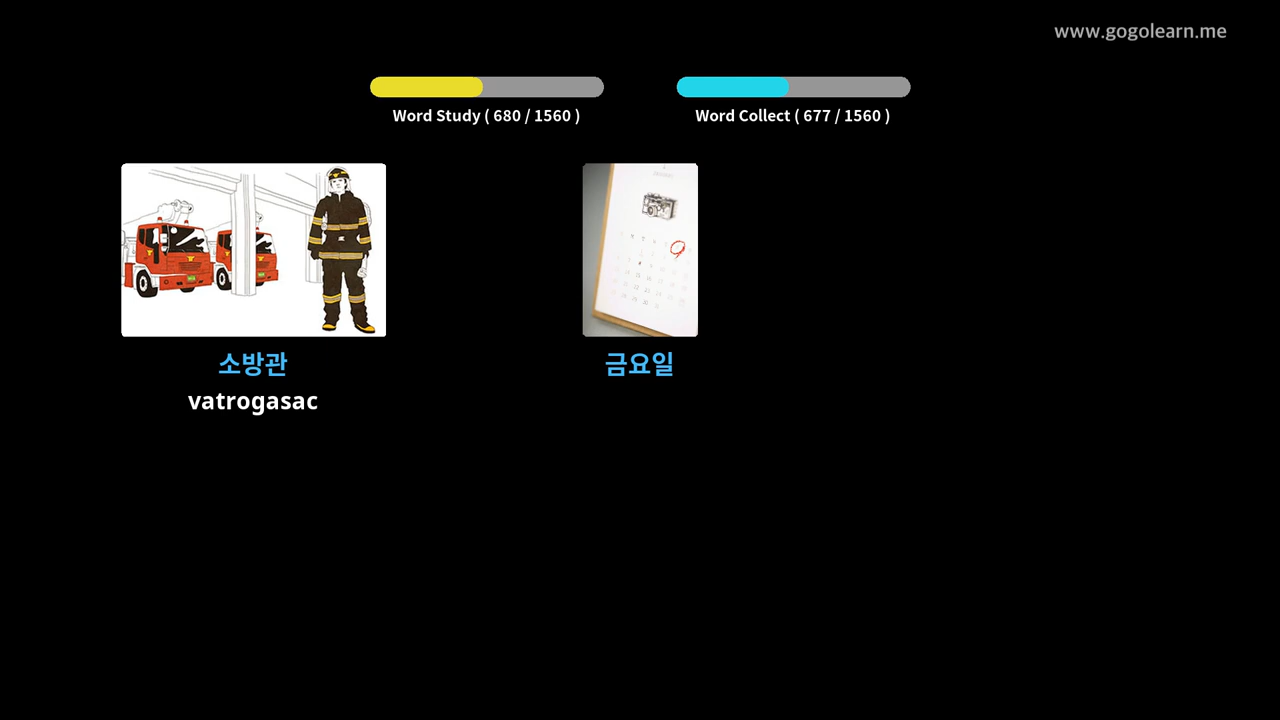 www.gogolearn.me
Word Study ( 680 / 1560 )
Word Collect ( 677 / 1560 )
소방관
금요일
vatrogasac